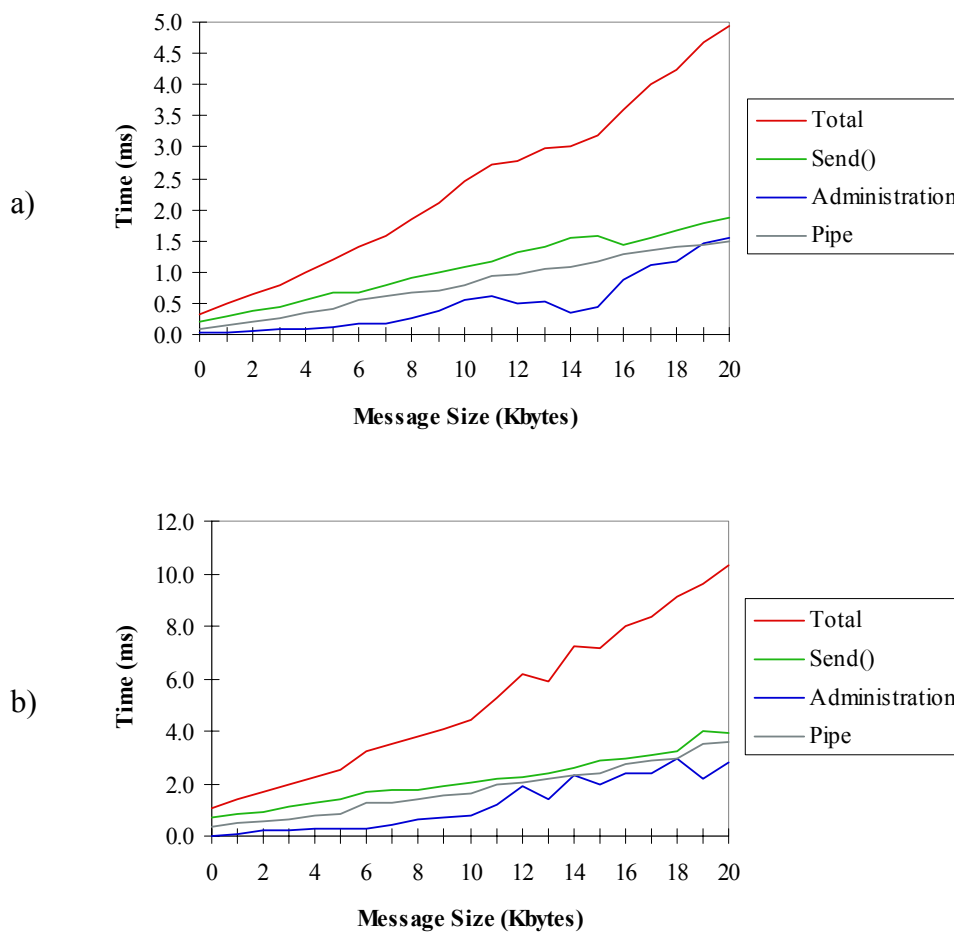 a)
Time (ms)
5.0
4.5
4.0
3.5
3.0
2.5
2.0
1.5
1.0
0.5
0.0
0 2 4 6 8 10 12 14 16 18 20
Message Size (Kbytes)
Total
Send()
Administration
Pipe
b)
Time (ms)
12.0
10.0
8.0
6.0
4.0
2.0
0.0
0 2 4 6 8 10 12 14 16 18 20
Message Size (Kbytes)
Total
Send()
Administration
Pipe